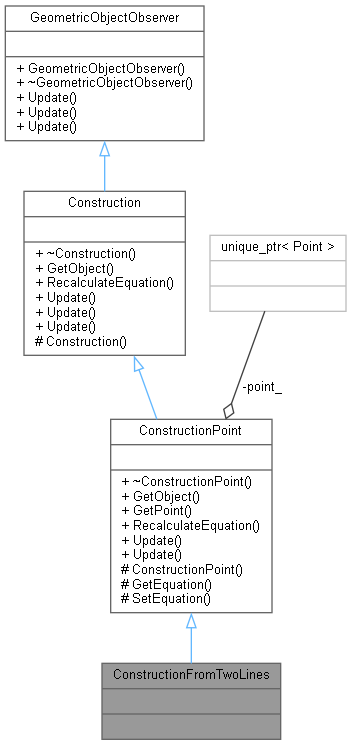 GeometricObjectObserver
+ GeometricObjectObserver()
+ ~GeometricObjectObserver()
+ Update()
+ Update()
+ Update()
Construction
+ ~Construction()
+ GetObject()
+ RecalculateEquation()
+ Update()
+ Update()
+ Update()
# Construction()
unique_ptr< Point >
-point_
ConstructionPoint
+ ~ConstructionPoint()
+ GetObject()
+ GetPoint()
+ RecalculateEquation()
+ Update()
+ Update()
# ConstructionPoint()
# GetEquation()
# SetEquation()
ConstructionFromTwoLines